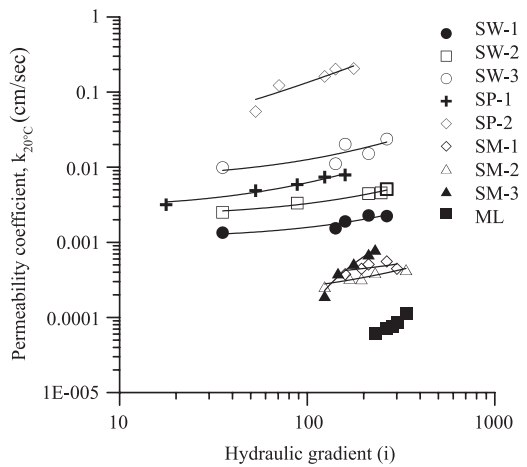 Permeability coefficient, k20°C (cm/sec)
1
0.1
0.01
0.001
0.0001
1E-005
10
100
1000
Hydraulic gradient (i)
SW-1
SW-2
SW-3
SP-1
SP-2
SM-1
SM-2
SM-3
ML